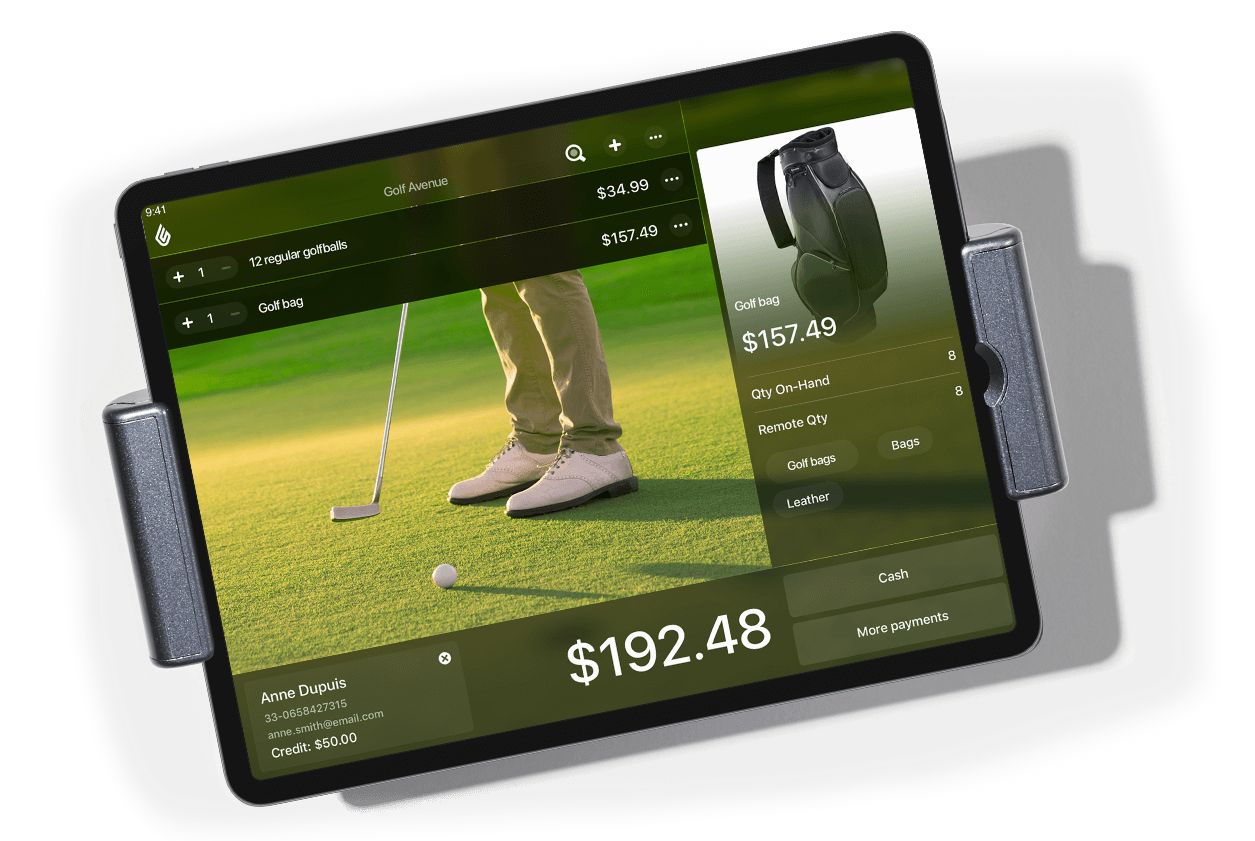 9:41
Golf Avenue
1
12 regular golfballs
$34.99
1
Golf bag
$157.49
Golf bag
$157.49
Qty On-Hand
8
Remote Qty
8
Golf bags
Bags
Leather
Anne Dupuis
33-0658427315
anne.smith@email.com
Credit: $50.00
$192.48
Cash
More payments